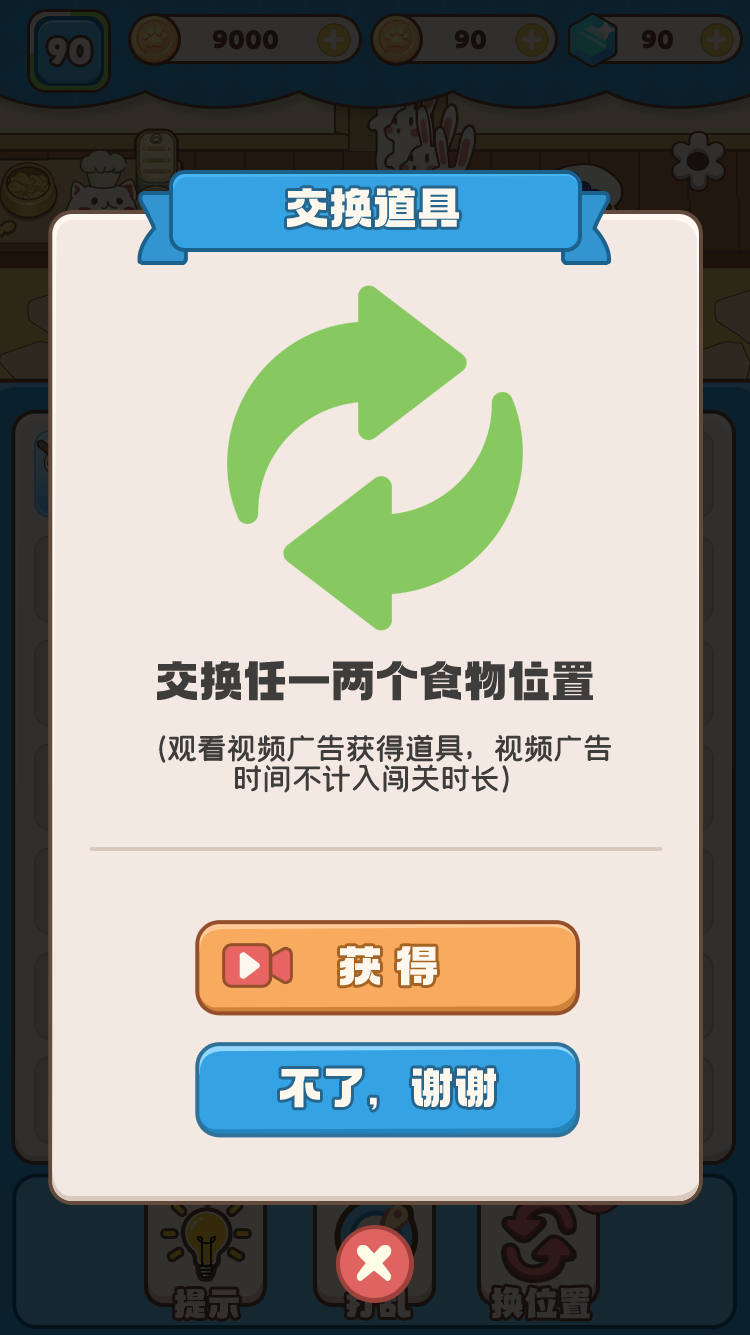 90
9000
90
90
交换道具
交换任一两个食物位置
(观看视频广告获得道具，视频广告
时间不计入闯关时长)
获得
不了，谢谢
提示
打乱
换位置